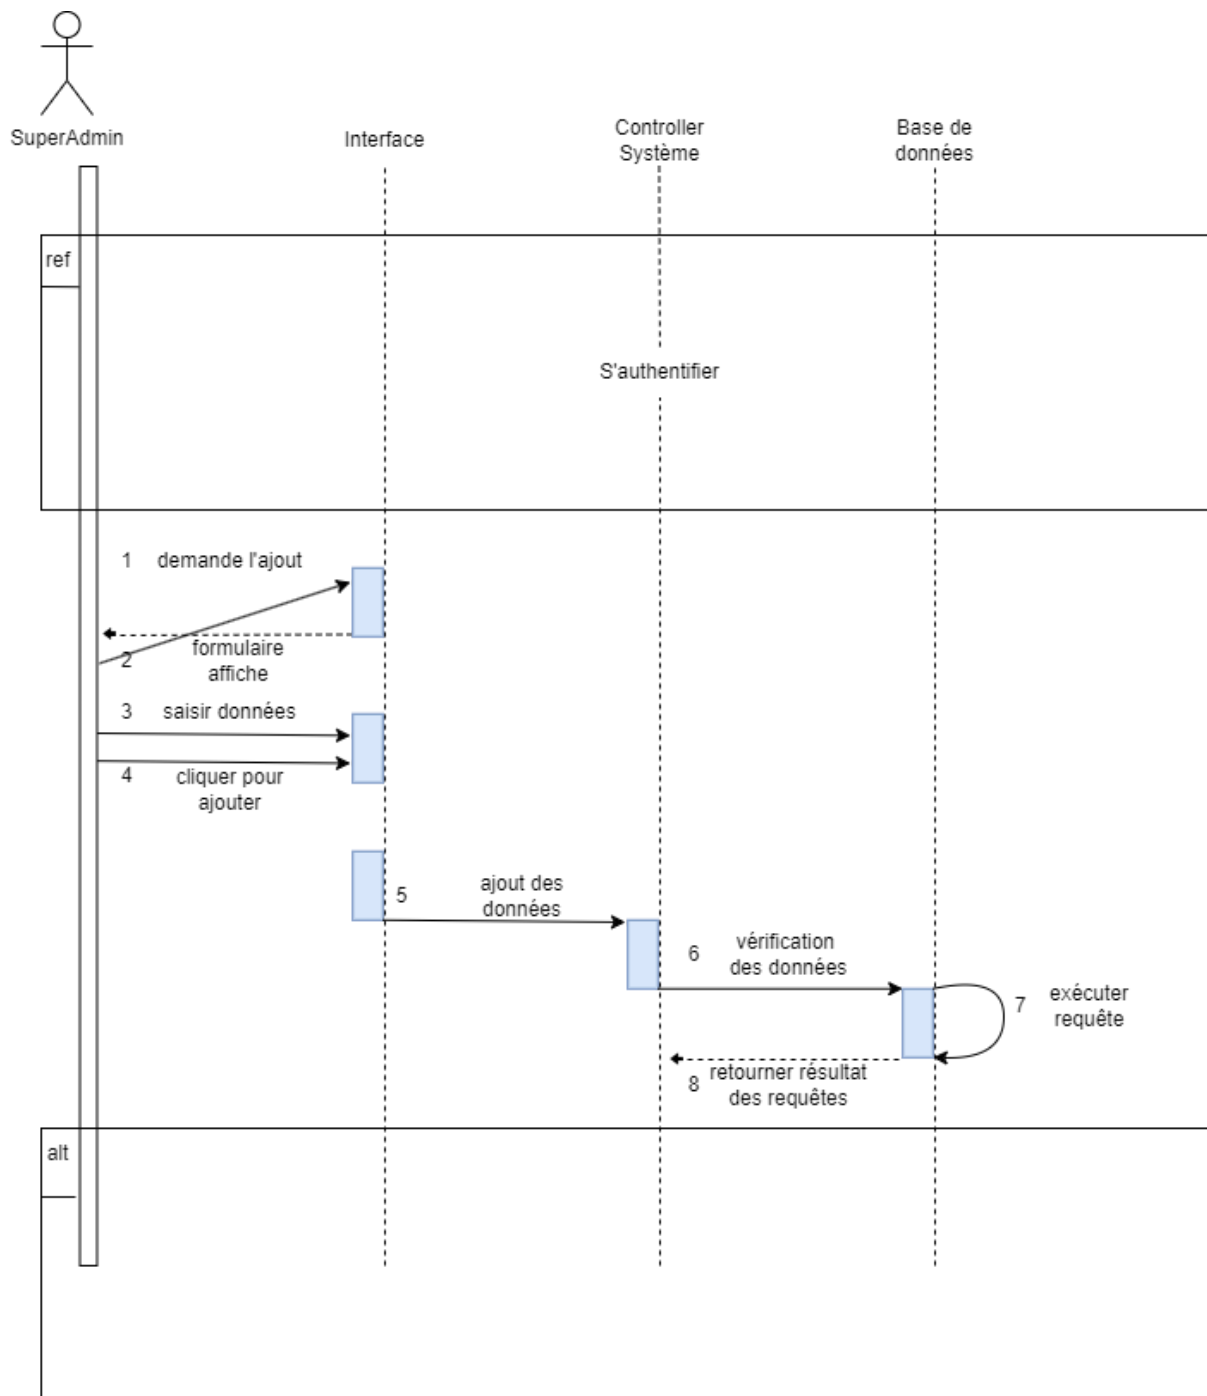 SuperAdmin
Interface
Controller
Système
Base de
données
ref
S'authentifier
1 demande l'ajout
2 formulaire
affiche
3 saisir données
4 cliquer pour
ajouter
5 ajout des
données
6 vérification
des données
7 exécuter
requête
8 retourner résultat
des requêtes
alt